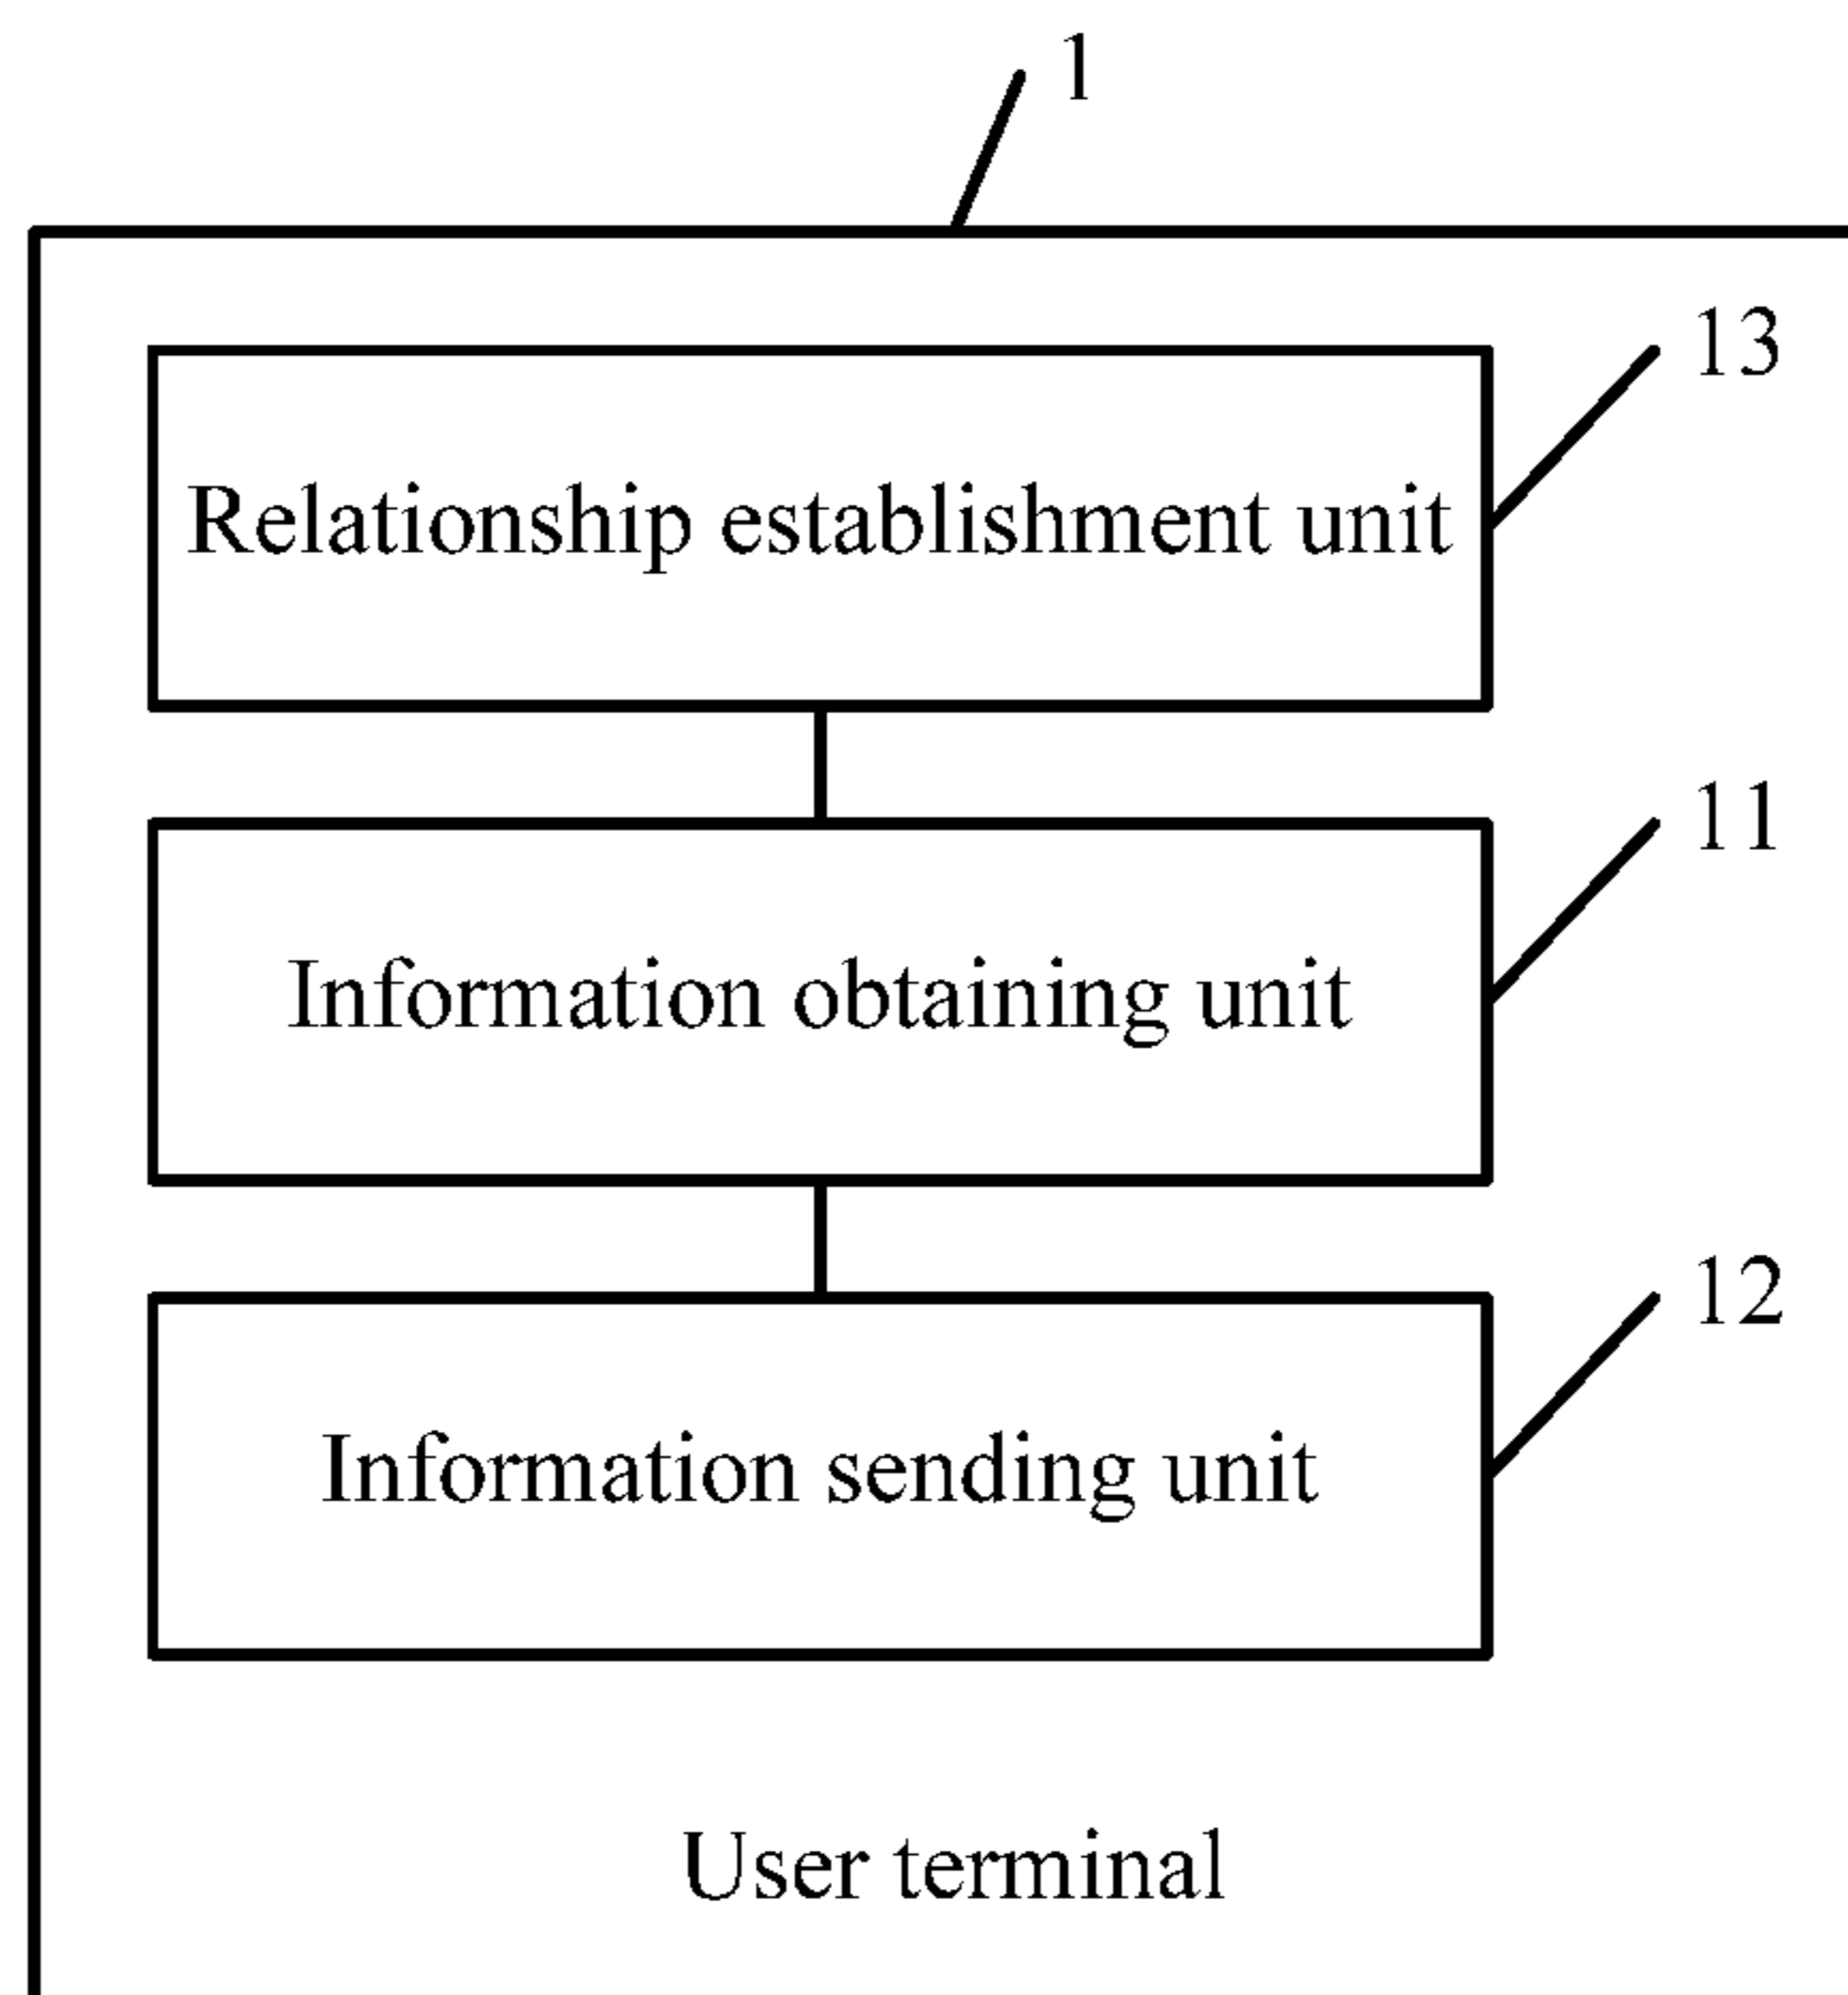 1
13
Relationship establishment unit
11
Information obtaining unit
12
Information sending unit
User terminal